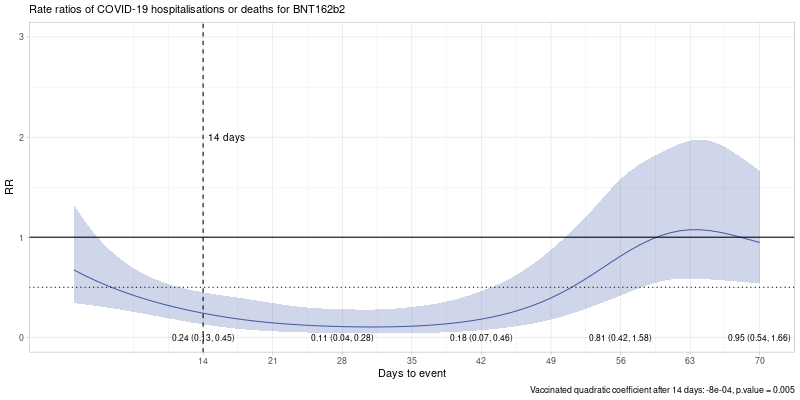 Rate ratios of COVID-19 hospitalisations or deaths for BNT162b2
3
2
1
0
RR
14 days
0.24 (0.13, 0.45)
0.11 (0.04, 0.28)
0.18 (0.07, 0.46)
0.81 (0.42, 1.58)
0.95 (0.54, 1.66)
14
21
28
35
42
49
56
63
70
Days to event
Vaccinated quadratic coefficient after 14 days: -8e-04, p.value = 0.005